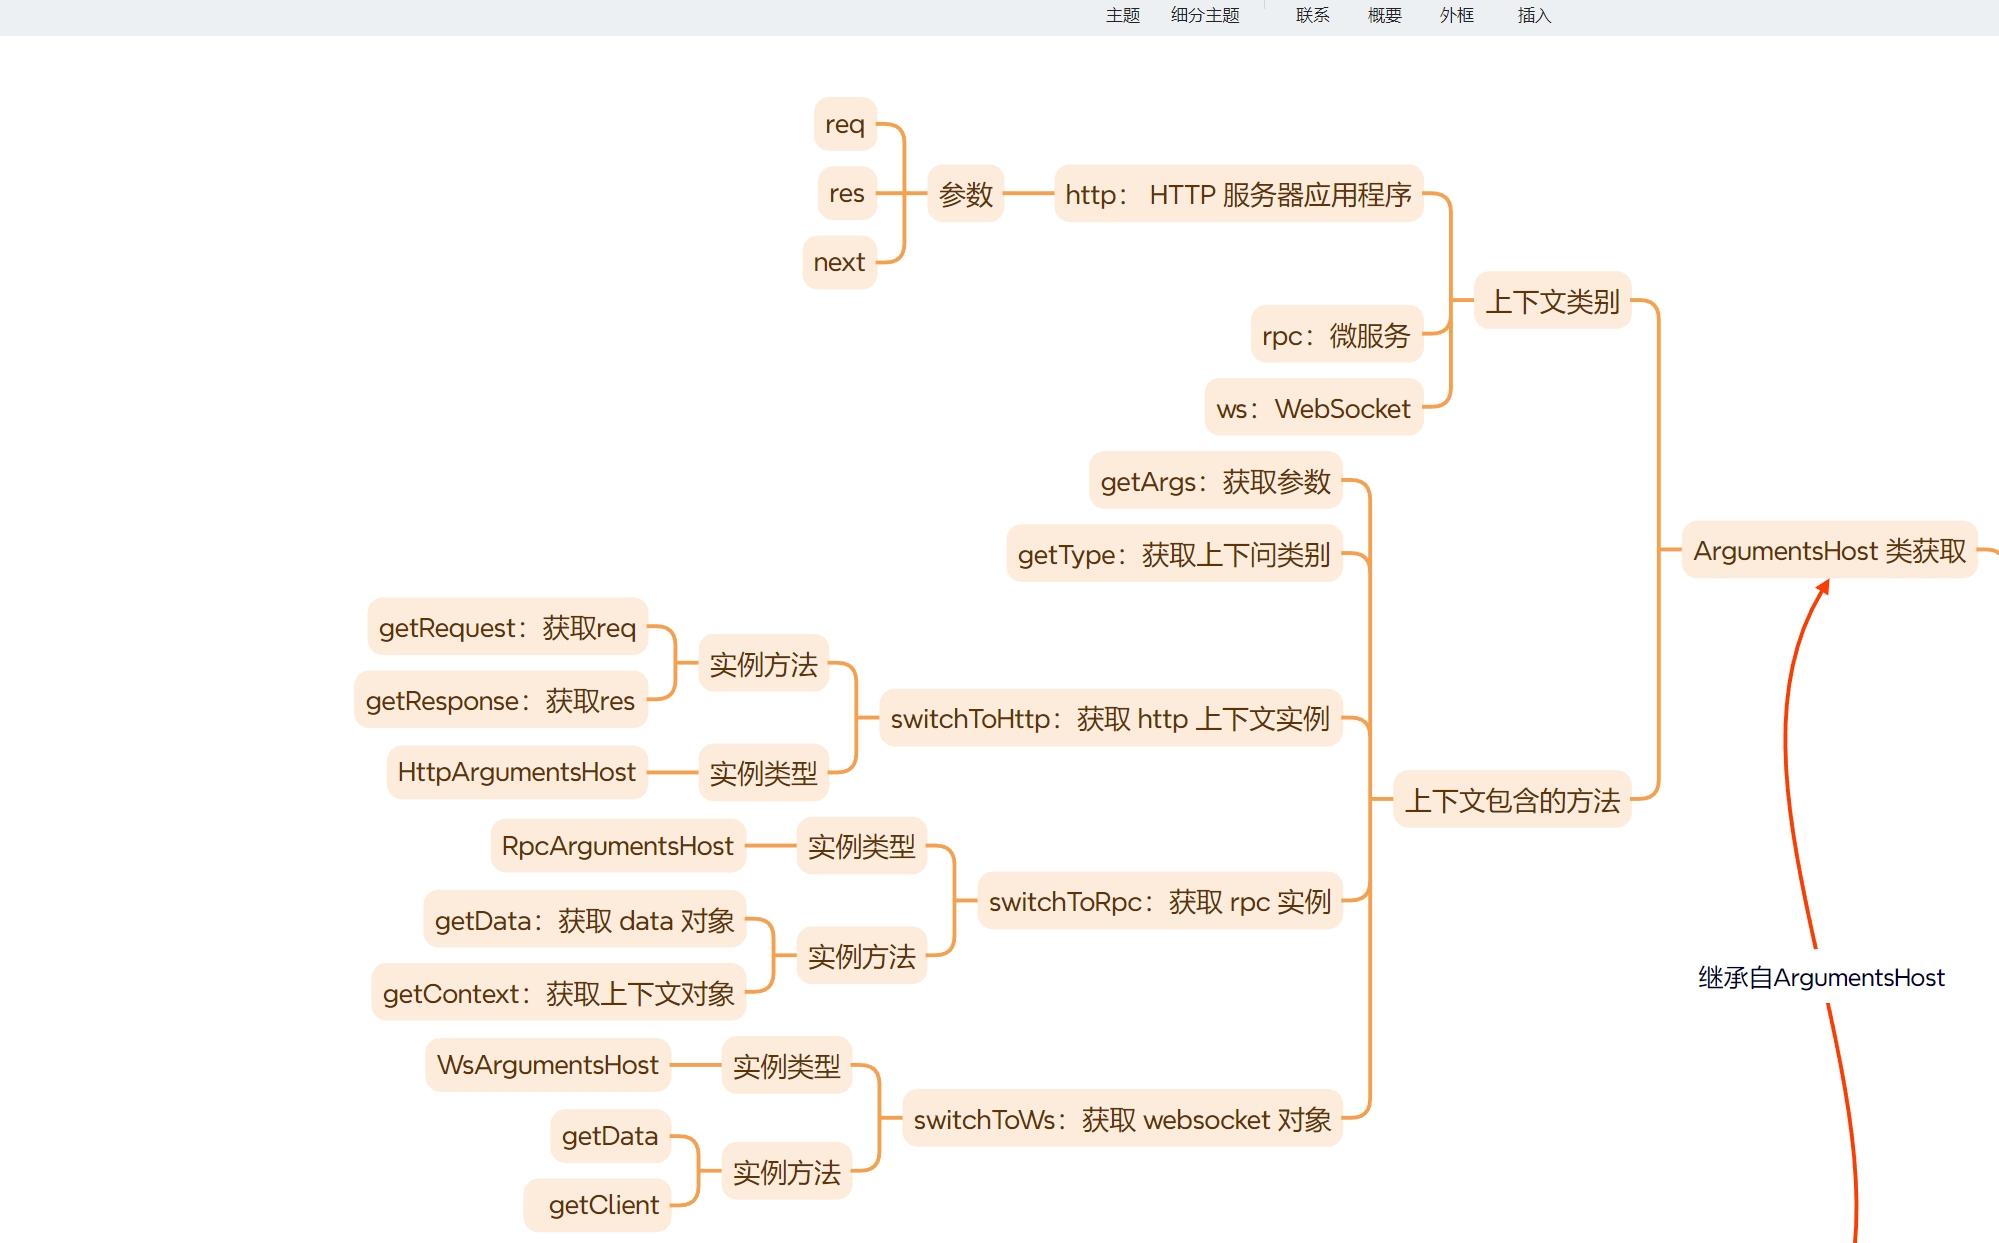 主题 细分主题 联系 概要 外框 插入
req
res
next
参数
http： HTTP 服务器应用程序
rpc：微服务
ws：WebSocket
上下文类别
getArgs：获取参数
getType：获取上下问类别
getRequest：获取req
getResponse：获取res
实例方法
HttpArgumentsHost
实例类型
switchToHttp：获取 http 上下文实例
RpcArgumentsHost
实例类型
getData：获取 data 对象
getContext：获取上下文对象
实例方法
switchToRpc：获取 rpc 实例
WsArgumentsHost
实例类型
getData
getClient
实例方法
switchToWs：获取 websocket 对象
上下文包含的方法
ArgumentsHost 类获取
继承自ArgumentsHost